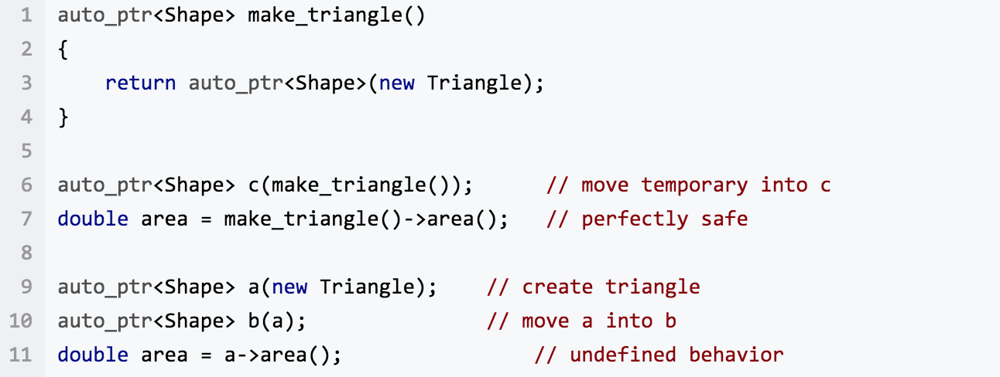 1 auto_ptr<Shape> make_triangle()
2 {
3     return auto_ptr<Shape>(new Triangle);
4 }
5
6 auto_ptr<Shape> c(make_triangle());      // move temporary into c
7 double area = make_triangle()->area();   // perfectly safe
8
9 auto_ptr<Shape> a(new Triangle);    // create triangle
10 auto_ptr<Shape> b(a);               // move a into b
11 double area = a->area();                // undefined behavior